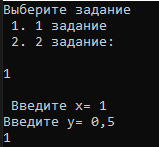 Выберите задание
1. 1 задание
2. 2 задание:
1
Введите x= 1
Введите y= 0,5
1